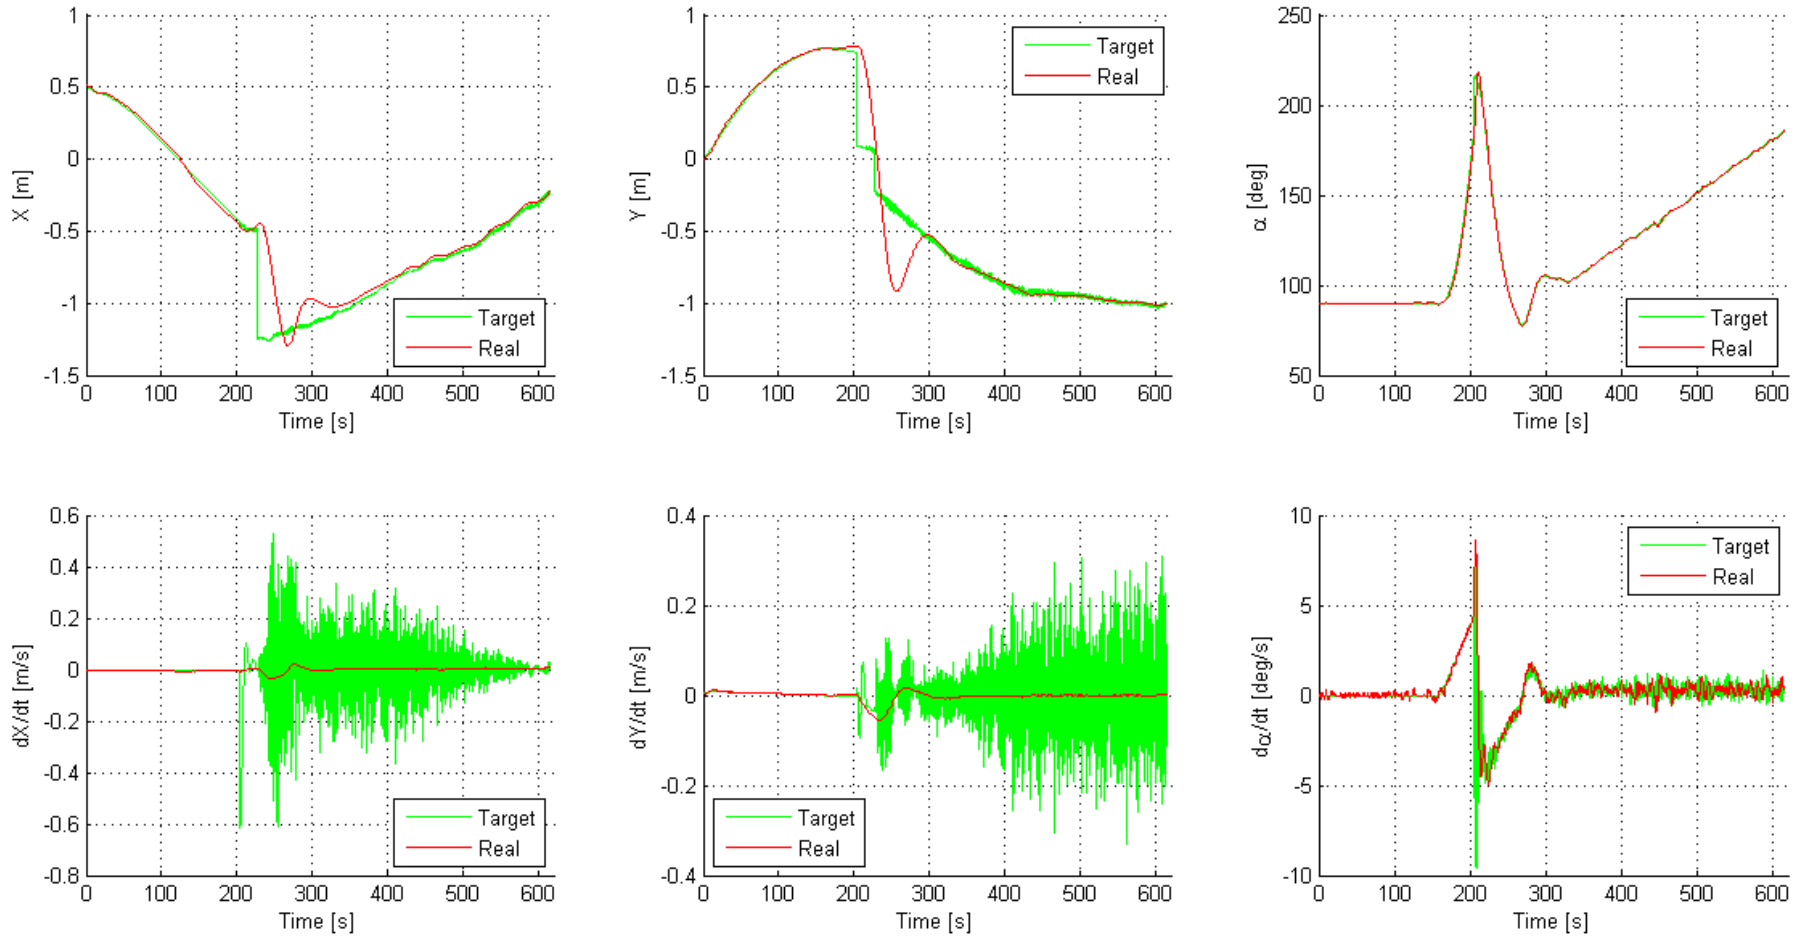 1
0.5
0
-0.5
-1
-1.5
X [m]
0 100 200 300 400 500 600
Time [s]
Target
Real
1
0.5
0
-0.5
-1
-1.5
Y [m]
0 100 200 300 400 500 600
Time [s]
Target
Real
250
200
150
100
50
α [deg]
0 100 200 300 400 500 600
Time [s]
Target
Real
0.6
0.4
0.2
0
-0.2
-0.4
-0.6
-0.8
dX/dt [m/s]
0 100 200 300 400 500 600
Time [s]
Target
Real
0.4
0.2
0
-0.2
-0.4
dY/dt [m/s]
0 100 200 300 400 500 600
Time [s]
Target
Real
10
5
0
-5
-10
dα/dt [deg/s]
0 100 200 300 400 500 600
Time [s]
Target
Real